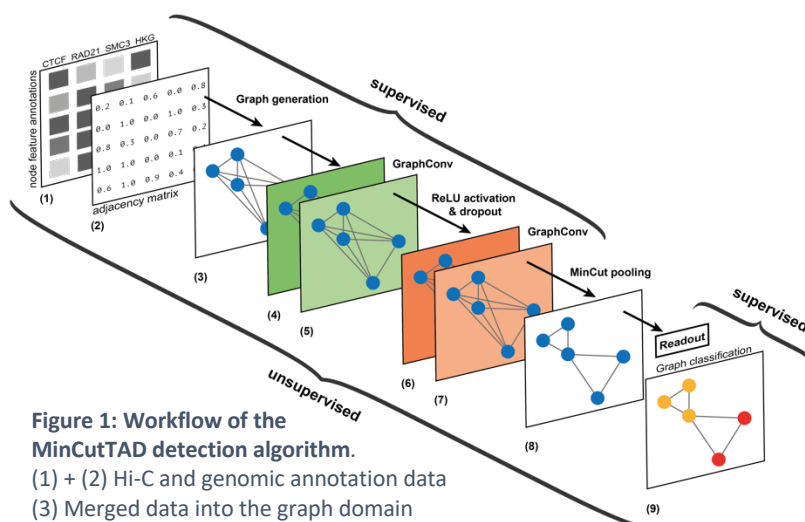 CTCF RAD21 SMC3 HKG
node feature annotations
0.2 0.1 0.6 0.0 0.8
0.0 1.0 0.0 1.0 0.3
0.8 0.3 0.0 0.7 0.2
1.0 1.0 0.0 0.1
0.6 1.0 0.9 0.4
adjacency matrix
(1)
(2)
Graph generation
(3)
supervised
GraphConv
(4)
(5)
ReLU activation
& dropout
GraphConv
(6)
(7)
MinCut pooling
(8)
supervised
Readout
Graph classification
(9)
unsupervised
Figure 1: Workflow of the
MinCutTAD detection algorithm.
(1) + (2) Hi-C and genomic annotation data
(3) Merged data into the graph domain